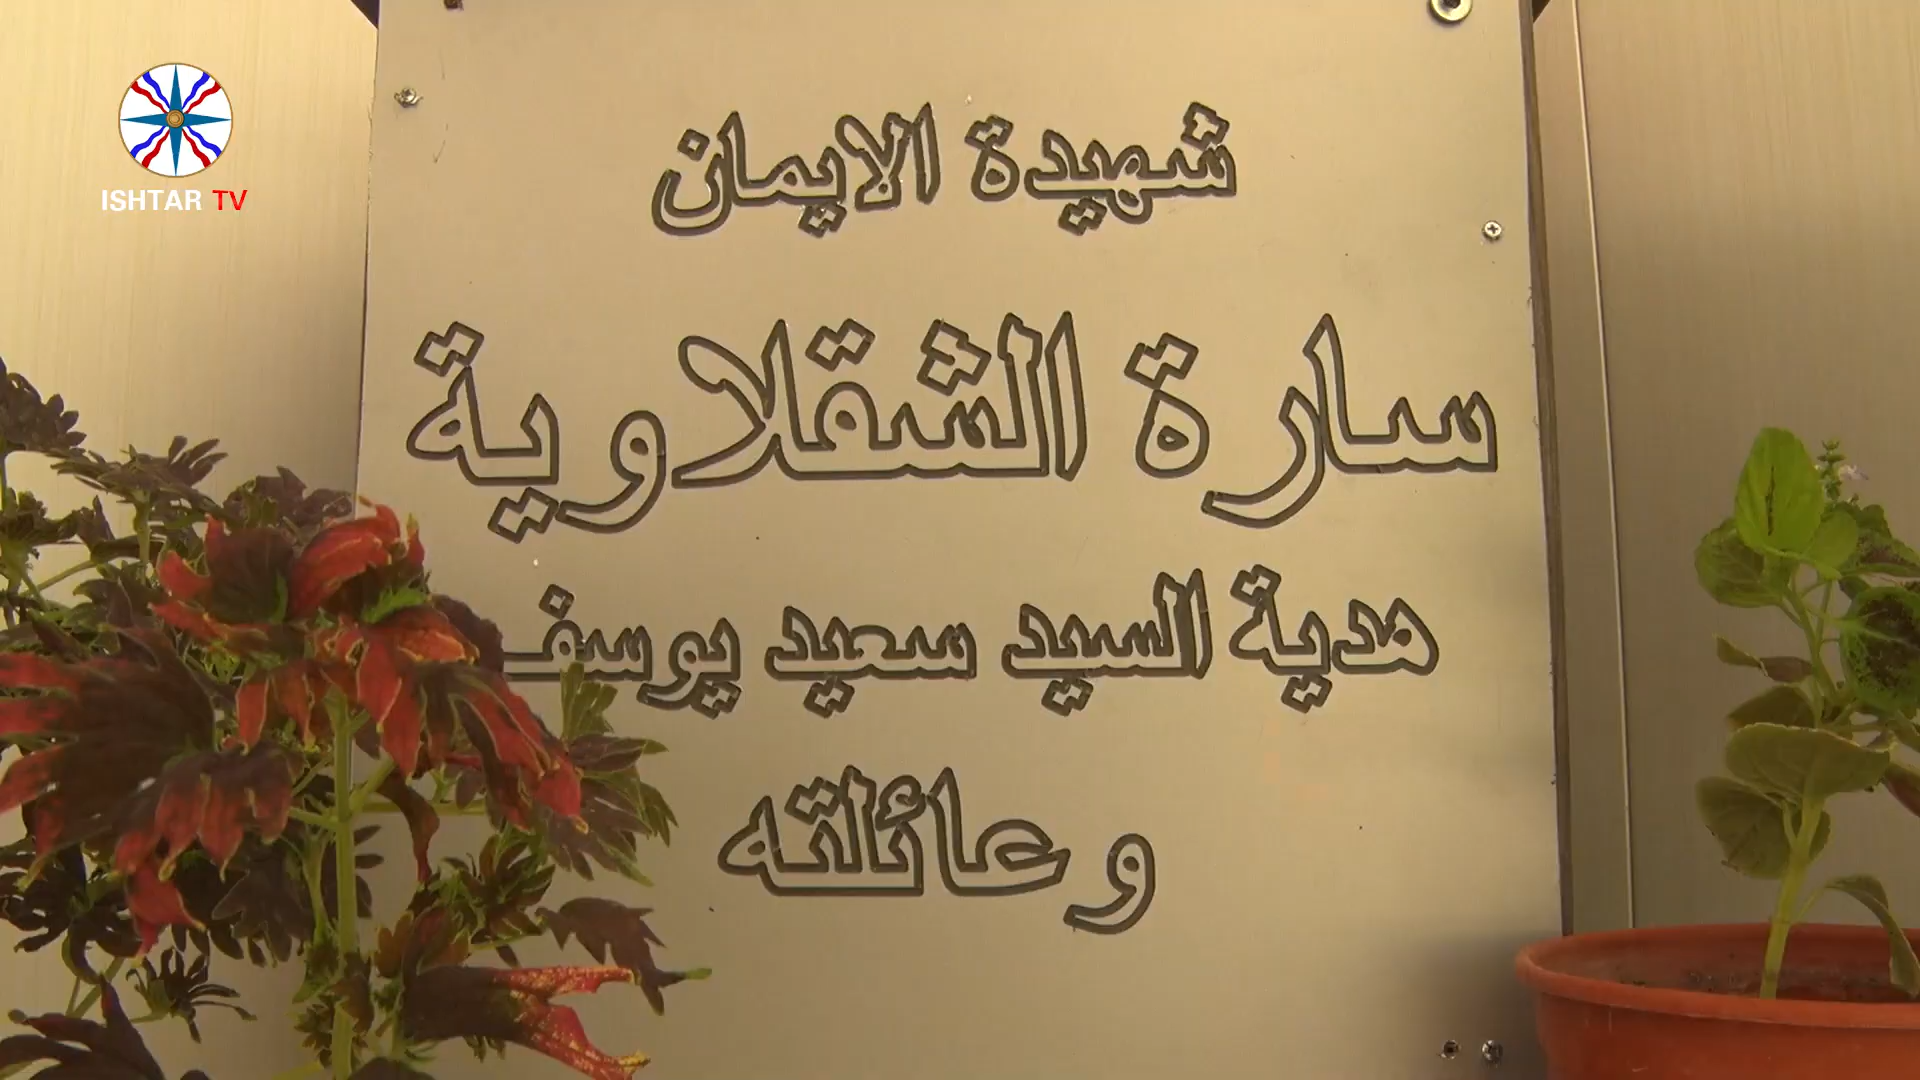 ISHTAR TV
شهيدة الايمان
سارة الشقلاوية
هدية السيد سعيد يوسف
وعائلته